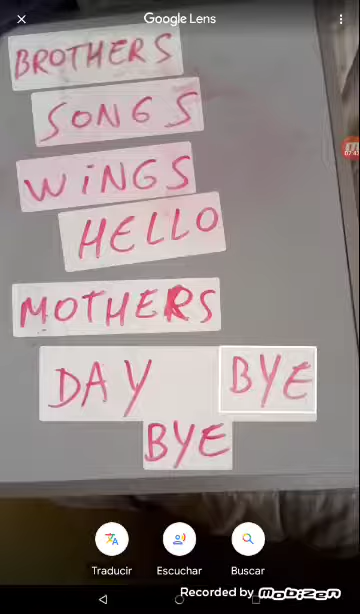 Google Lens
BROTHERS
SONGS
WiNGS
HELLO
MOTHERS
DAY BYE
BYE
Traducir Escuchar Buscar
Recorded by mobizen